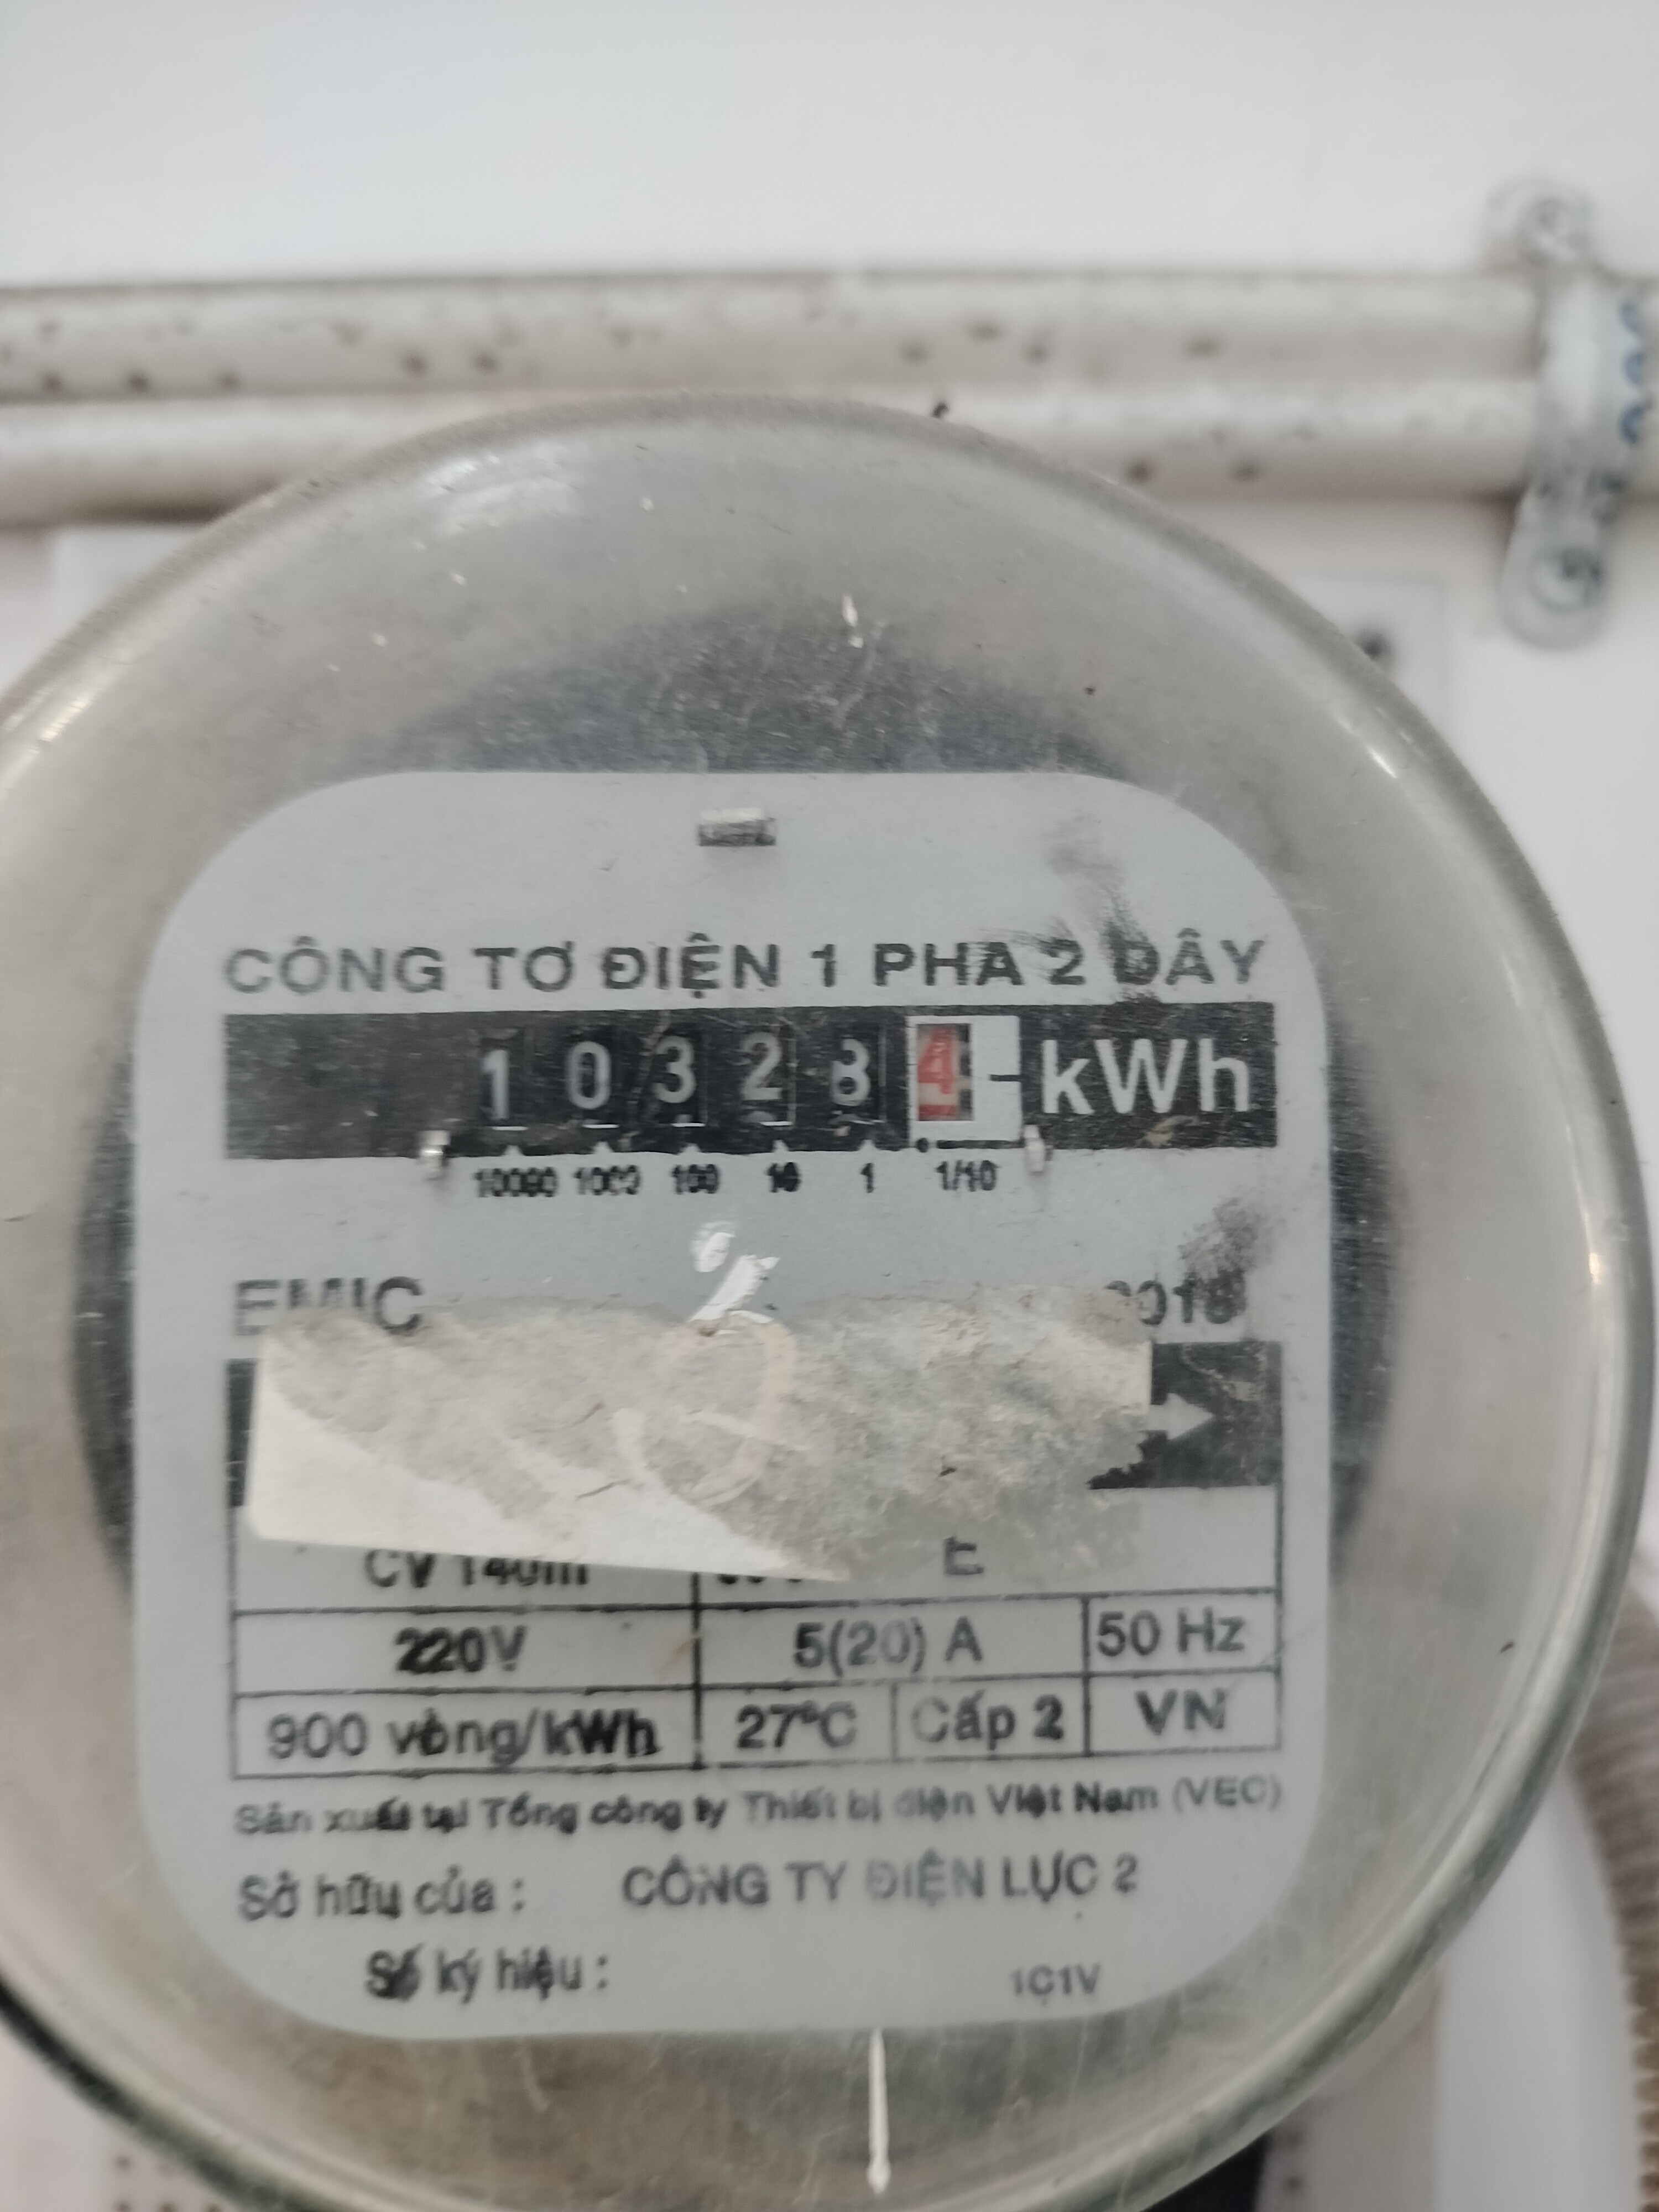 CÔNG TƠ ĐIỆN 1 PHA 2 DÂY
1 0 3 2 8 4 kWh
10000 1000 100 10 1 1/10
EMIC
CV 140
220V 5(20) A 50 Hz
900 vòng/kWh 27°C Cấp 2 VN
Sản xuất tại Tổng công ty Thiết bị điện Việt Nam (VEC)
Sở hữu của : CÔNG TY ĐIỆN LỰC 2
Số ký hiệu : 1C1V